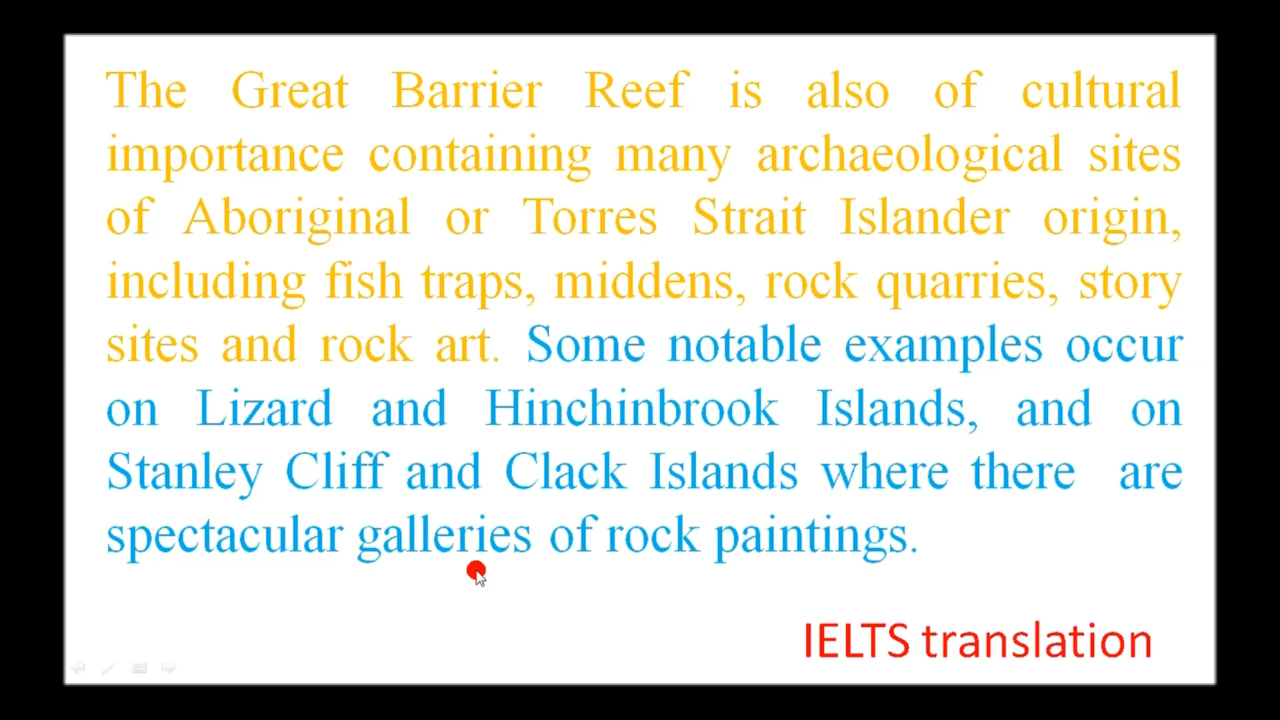 The Great Barrier Reef is also of cultural
importance containing many archaeological sites
of Aboriginal or Torres Strait Islander origin,
including fish traps, middens, rock quarries, story
sites and rock art. Some notable examples occur
on Lizard and Hinchinbrook Islands, and on
Stanley Cliff and Clack Islands where there are
spectacular galleries of rock paintings.
IELTS translation